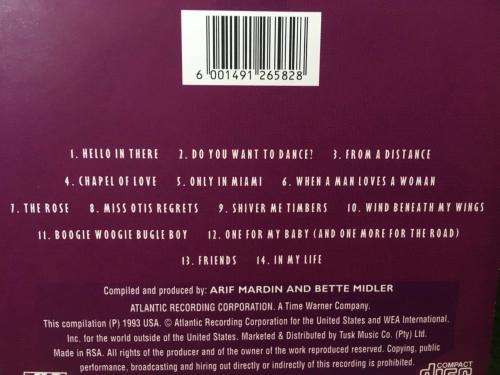 6 001491 265828
1. HELLO IN THERE 2. DO YOU WANT TO DANCE? 3. FROM A DISTANCE
4. CHAPEL OF LOVE 5. ONLY IN MIAMI 6. WHEN A MAN LOVES A WOMAN
7. THE ROSE 8. MISS OTIS REGRETS 9. SHIVER ME TIMBERS 10. WIND BENEATH MY WINGS
11. BOOGIE WOOGIE BUGLE BOY 12. ONE FOR MY BABY (AND ONE MORE FOR THE ROAD)
13. FRIENDS 14. IN MY LIFE
Compiled and produced by: ARIF MARDIN AND BETTE MIDLER
ATLANTIC RECORDING CORPORATION. A Time Warner Company.
This compilation (P) 1993 USA. © Atlantic Recording Corporation for the United States and WEA International,
Inc. for the world outside of the United States. Marketed & Distributed by Tusk Music Co. (Pty) Ltd.
Made in RSA. All rights of the producer and of the owner of the work reproduced reserved. Copying, public
performance, broadcasting and hiring out directly or indirectly of this recording is prohibited.
COMPACT
disc